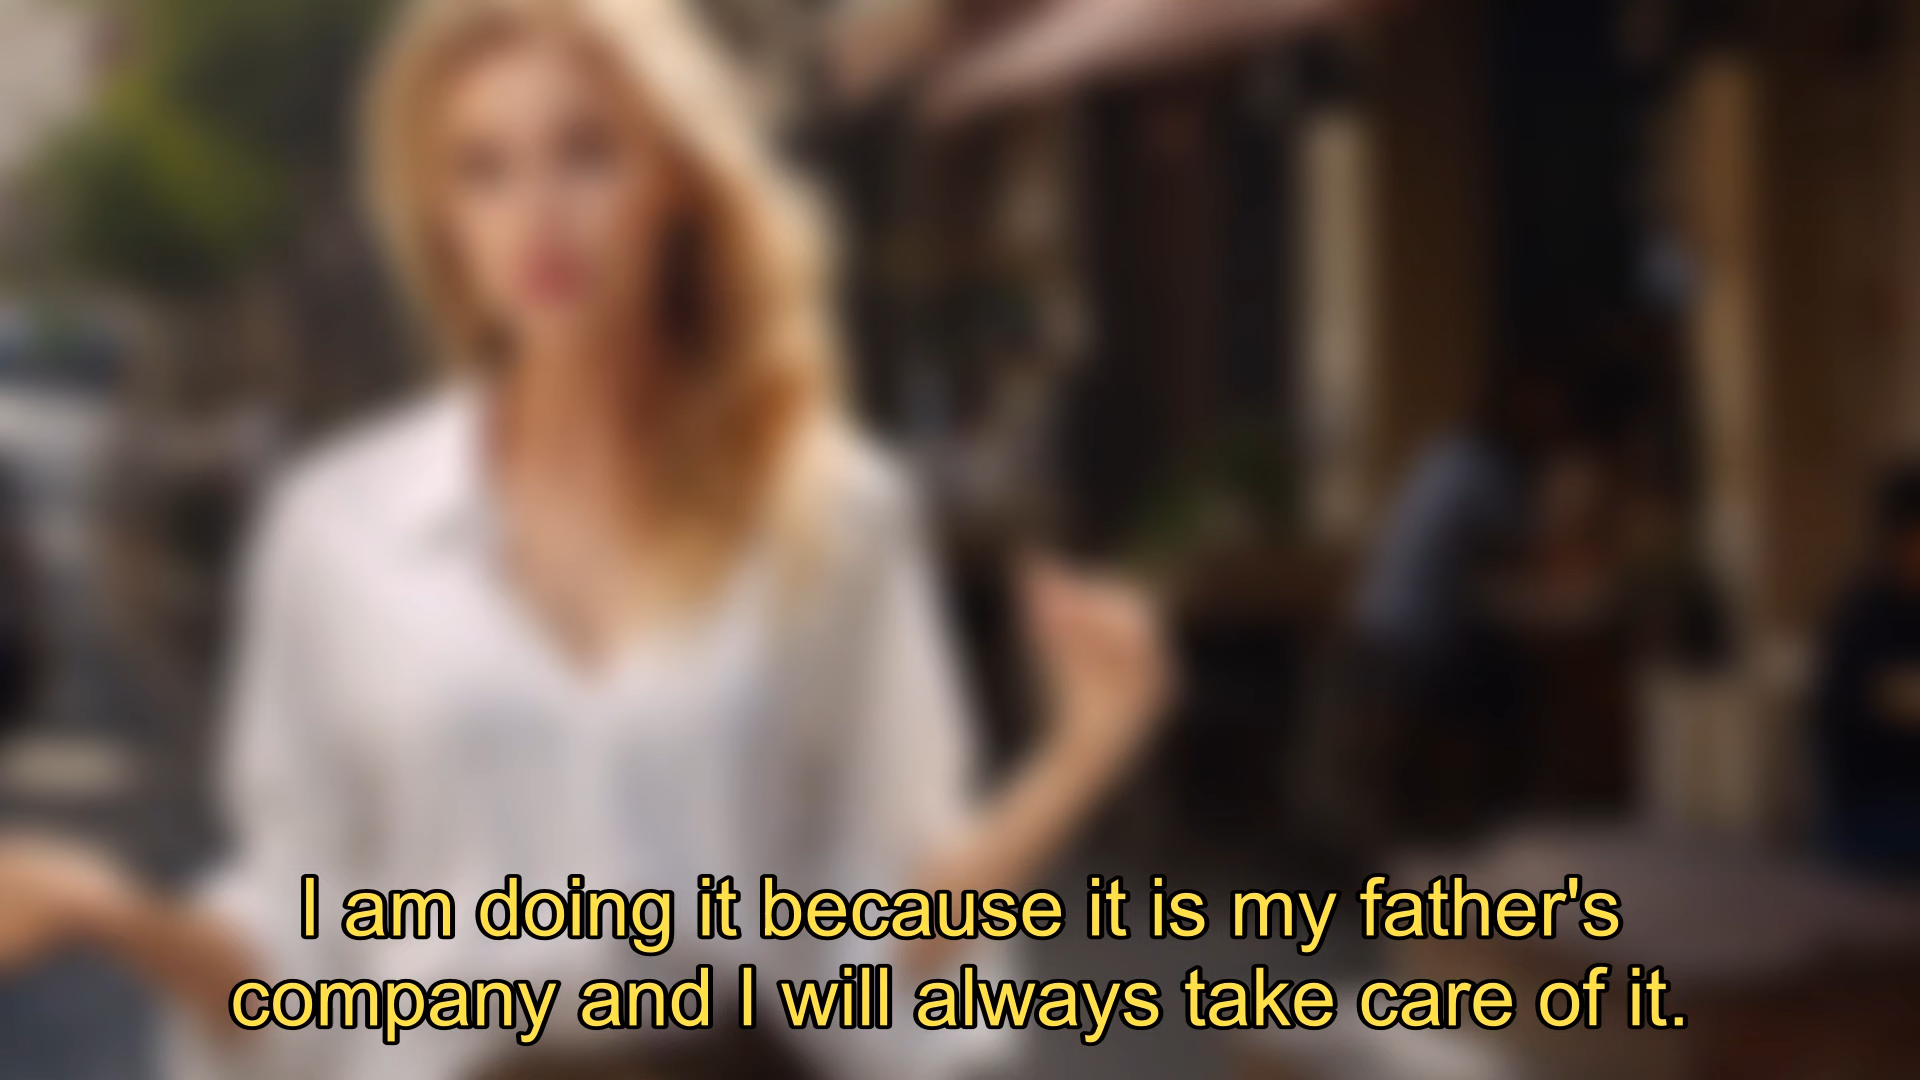 I am doing it because it is my father's
company and I will always take care of it.